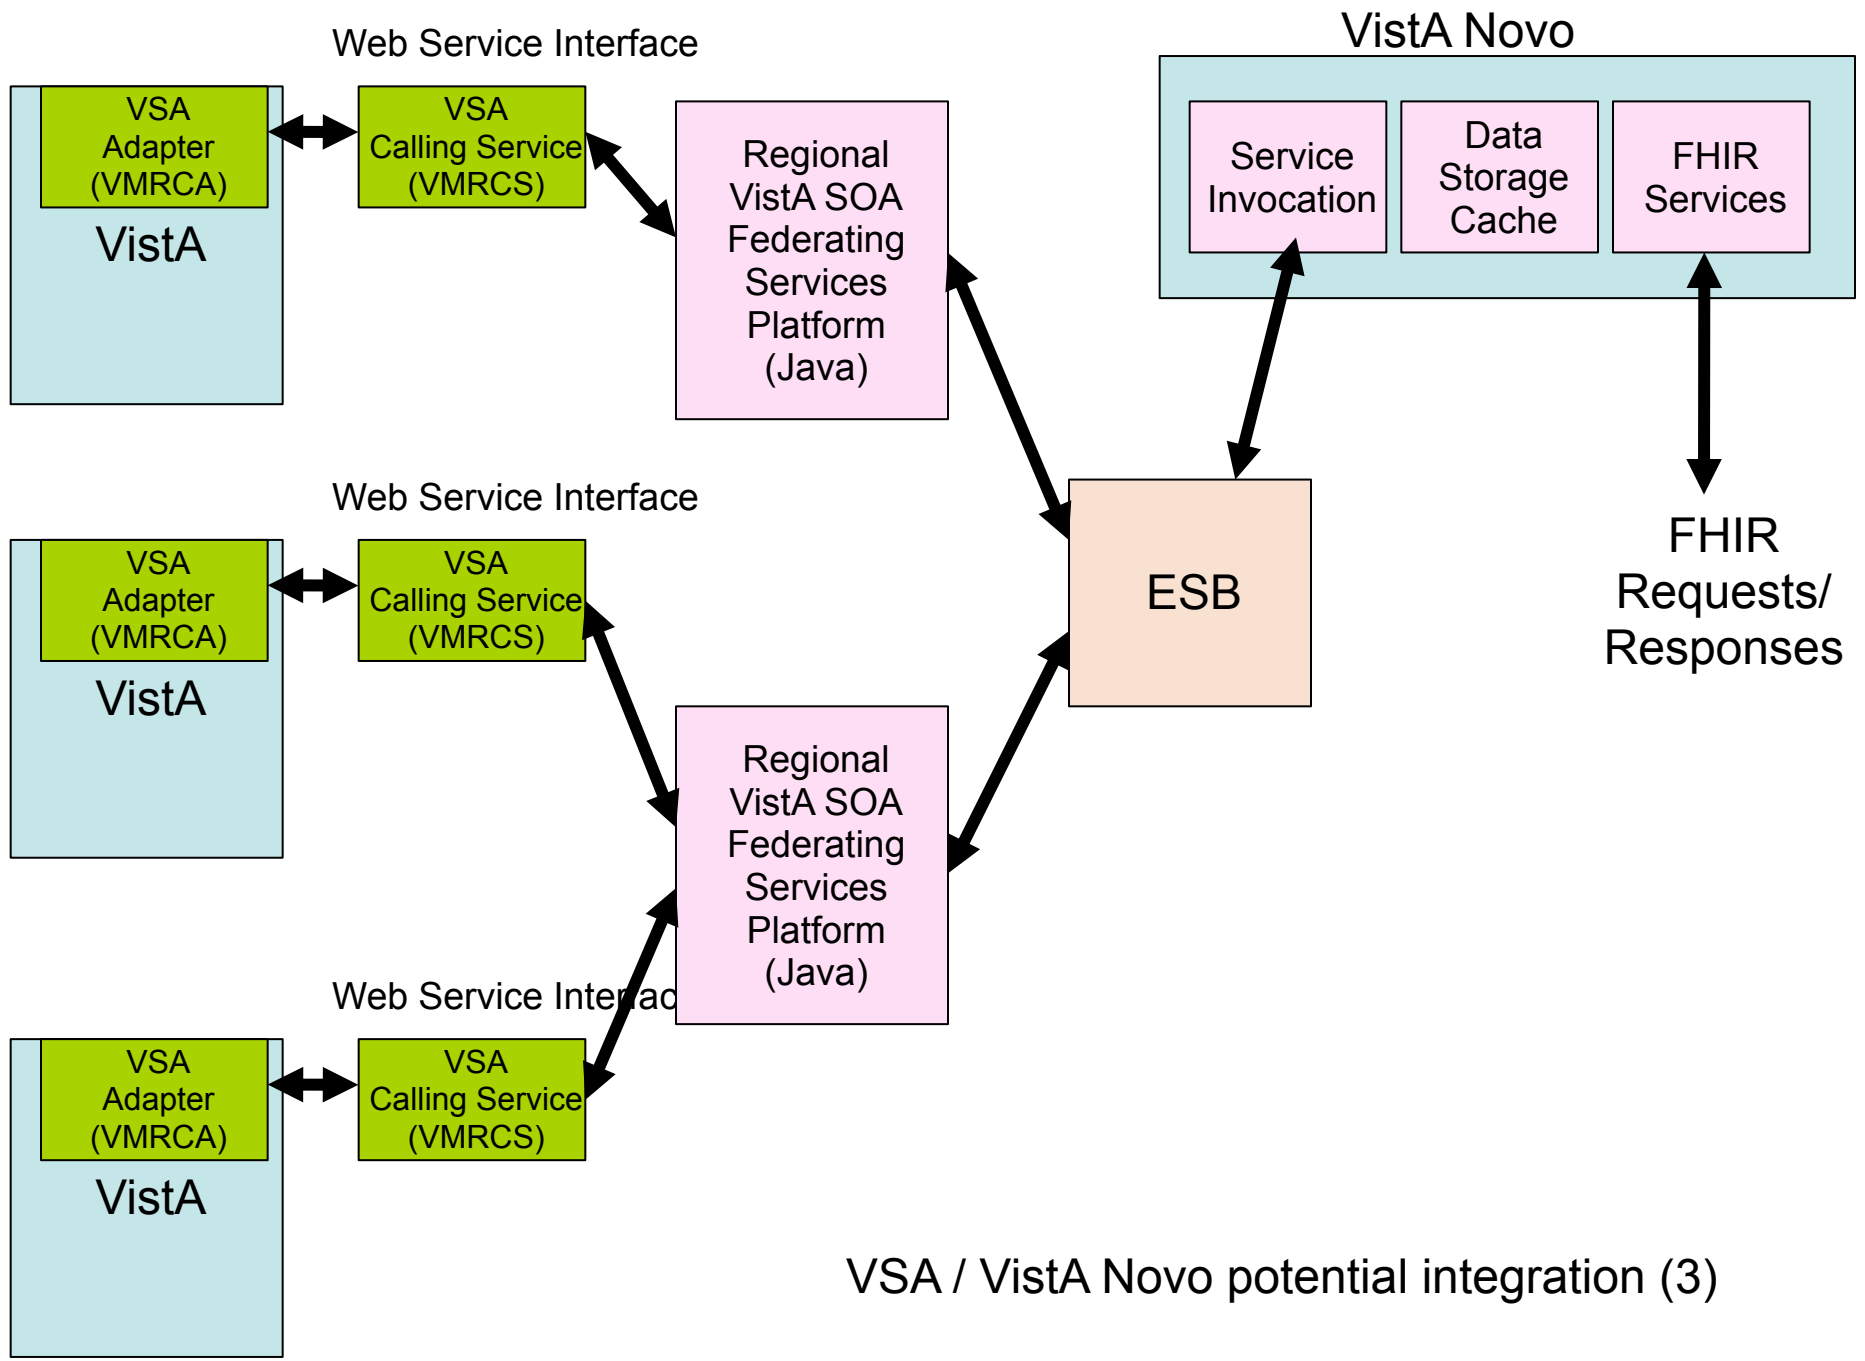 Web Service Interface
VSA
Adapter
(VMRCA)
VistA
VSA
Calling Service
(VMRCS)
Regional
VistA SOA
Federating
Services
Platform
(Java)
VistA Novo
Service
Invocation
Data
Storage
Cache
FHIR
Services
Web Service Interface
VSA
Adapter
(VMRCA)
VistA
VSA
Calling Service
(VMRCS)
ESB
FHIR
Requests/
Responses
Regional
VistA SOA
Federating
Services
Platform
(Java)
Web Service Interfac
VSA
Adapter
(VMRCA)
VistA
VSA
Calling Service
(VMRCS)
VSA / VistA Novo potential integration (3)